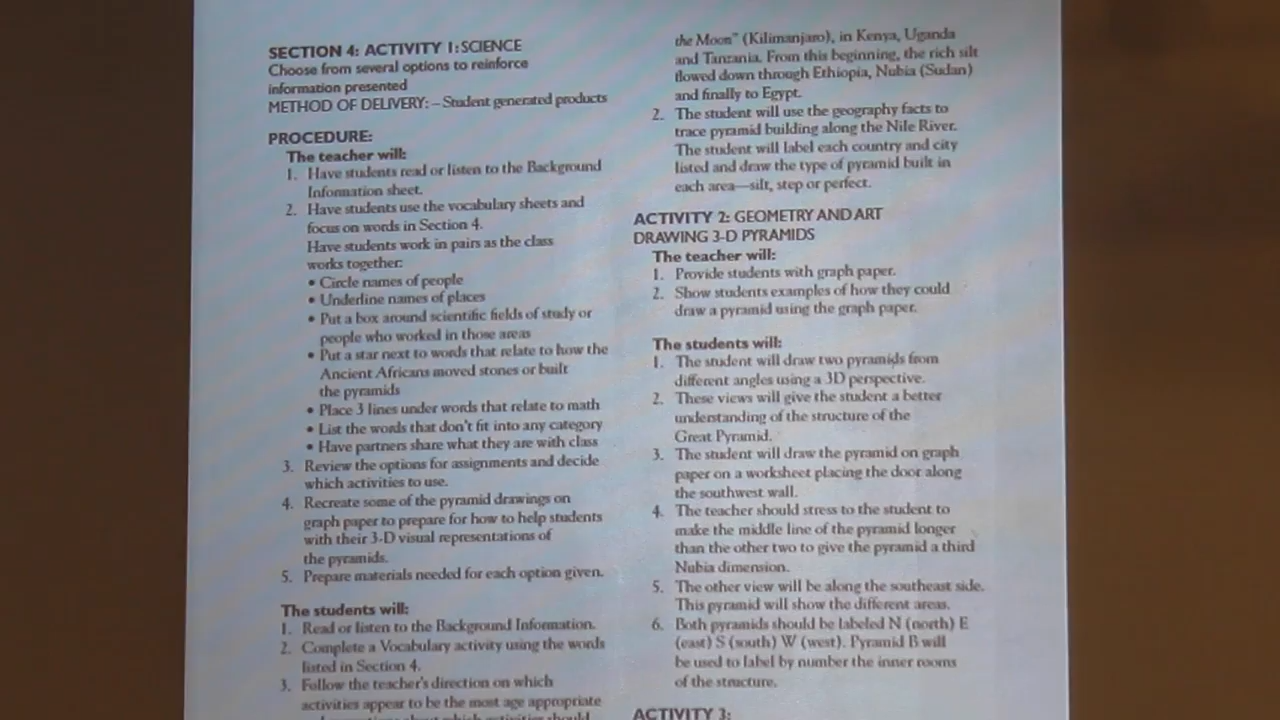 SECTION 4: ACTIVITY 1: SCIENCE
Choose from several options to reinforce
information presented
METHOD OF DELIVERY: – Student generated products
PROCEDURE:
The teacher will:
1. Have students read or listen to the Background
Information sheet.
2. Have students use the vocabulary sheets and
focus on words in Section 4.
Have students work in pairs as the class
works together:
• Circle names of people
• Underline names of places
• Put a box around scientific fields of study or
people who worked in those areas
• Put a star next to words that relate to how the
Ancient Africans moved stones or built
the pyramids
• Place 3 lines under words that relate to math
• List the words that don't fit into any category
• Have partners share what they are with class
3. Review the options for assignments and decide
which activities to use.
4. Recreate some of the pyramid drawings on
graph paper to prepare for how to help students
with their 3-D visual representations of
the pyramids.
5. Prepare materials needed for each option given.
The students will:
1. Read or listen to the Background Information.
2. Complete a Vocabulary activity using the words
listed in Section 4.
3. Follow the teacher's direction on which
activities appear to be the most age appropriate
about which activities should
the Moon" (Kilimanjaro), in Kenya, Uganda
and Tanzania. From this beginning, the rich silt
flowed down through Ethiopia, Nubia (Sudan)
and finally to Egypt.
2. The student will use the geography facts to
trace pyramid building along the Nile River.
The student will label each country and city
listed and draw the type of pyramid built in
each area—silt, step or perfect.
ACTIVITY 2: GEOMETRY AND ART
DRAWING 3-D PYRAMIDS
The teacher will:
1. Provide students with graph paper.
2. Show students examples of how they could
draw a pyramid using the graph paper.
The students will:
1. The student will draw two pyramids from
different angles using a 3D perspective.
2. These views will give the student a better
understanding of the structure of the
Great Pyramid.
3. The student will draw the pyramid on graph
paper on a worksheet placing the door along
the southwest wall.
4. The teacher should stress to the student to
make the middle line of the pyramid longer
than the other two to give the pyramid a third
Nubia dimension.
5. The other view will be along the southeast side.
This pyramid will show the different areas.
6. Both pyramids should be labeled N (north) E
(east) S (south) W (west). Pyramid B will
be used to label by number the inner rooms
of the structure.
ACTIVITY 3: